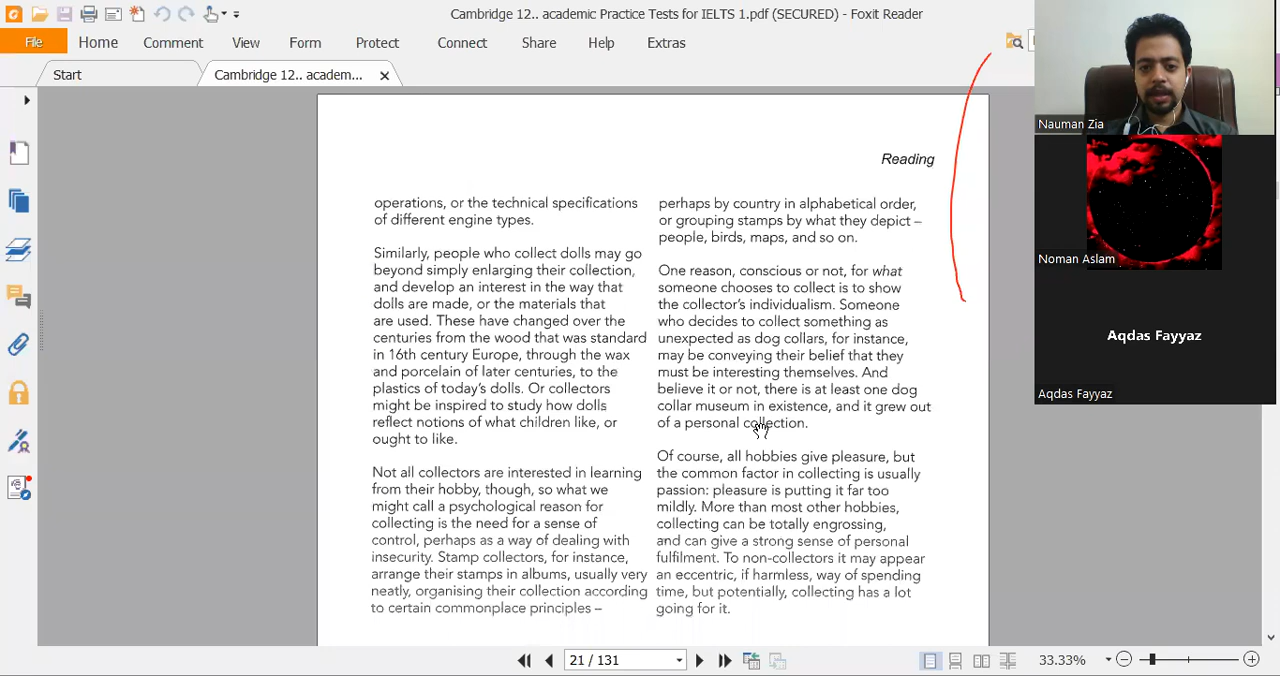 Cambridge 12.. academic Practice Tests for IELTS 1.pdf (SECURED) - Foxit Reader
File Home Comment View Form Protect Connect Share Help Extras
Start Cambridge 12.. academ...
Reading
operations, or the technical specifications
of different engine types.
Similarly, people who collect dolls may go
beyond simply enlarging their collection,
and develop an interest in the way that
dolls are made, or the materials that
are used. These have changed over the
centuries from the wood that was standard
in 16th century Europe, through the wax
and porcelain of later centuries, to the
plastics of today's dolls. Or collectors
might be inspired to study how dolls
reflect notions of what children like, or
ought to like.
Not all collectors are interested in learning
from their hobby, though, so what we
might call a psychological reason for
collecting is the need for a sense of
control, perhaps as a way of dealing with
insecurity. Stamp collectors, for instance,
arrange their stamps in albums, usually very
neatly, organising their collection according
to certain commonplace principles –
perhaps by country in alphabetical order,
or grouping stamps by what they depict –
people, birds, maps, and so on.
One reason, conscious or not, for what
someone chooses to collect is to show
the collector's individualism. Someone
who decides to collect something as
unexpected as dog collars, for instance,
may be conveying their belief that they
must be interesting themselves. And
believe it or not, there is at least one dog
collar museum in existence, and it grew out
of a personal collection.
Of course, all hobbies give pleasure, but
the common factor in collecting is usually
passion: pleasure is putting it far too
mildly. More than most other hobbies,
collecting can be totally engrossing,
and can give a strong sense of personal
fulfilment. To non-collectors it may appear
an eccentric, if harmless, way of spending
time, but potentially, collecting has a lot
going for it.
Nauman Zia
Noman Aslam
Aqdas Fayyaz
Aqdas Fayyaz
21 / 131
33.33%